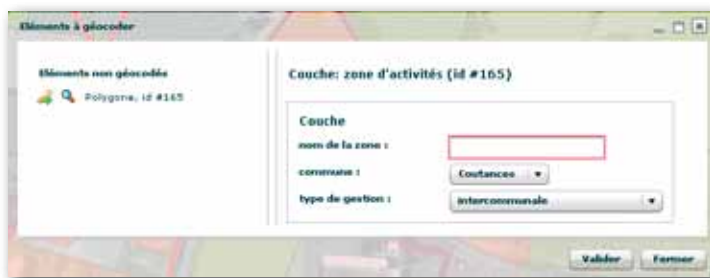 Eléments à géocoder
Eléments non géocodés
Polygone, id #165
Couche: zone d'activités (id #165)
Couche
nom de la zone :
commune :
Coutances
type de gestion :
intercommunale
Valider
Fermer